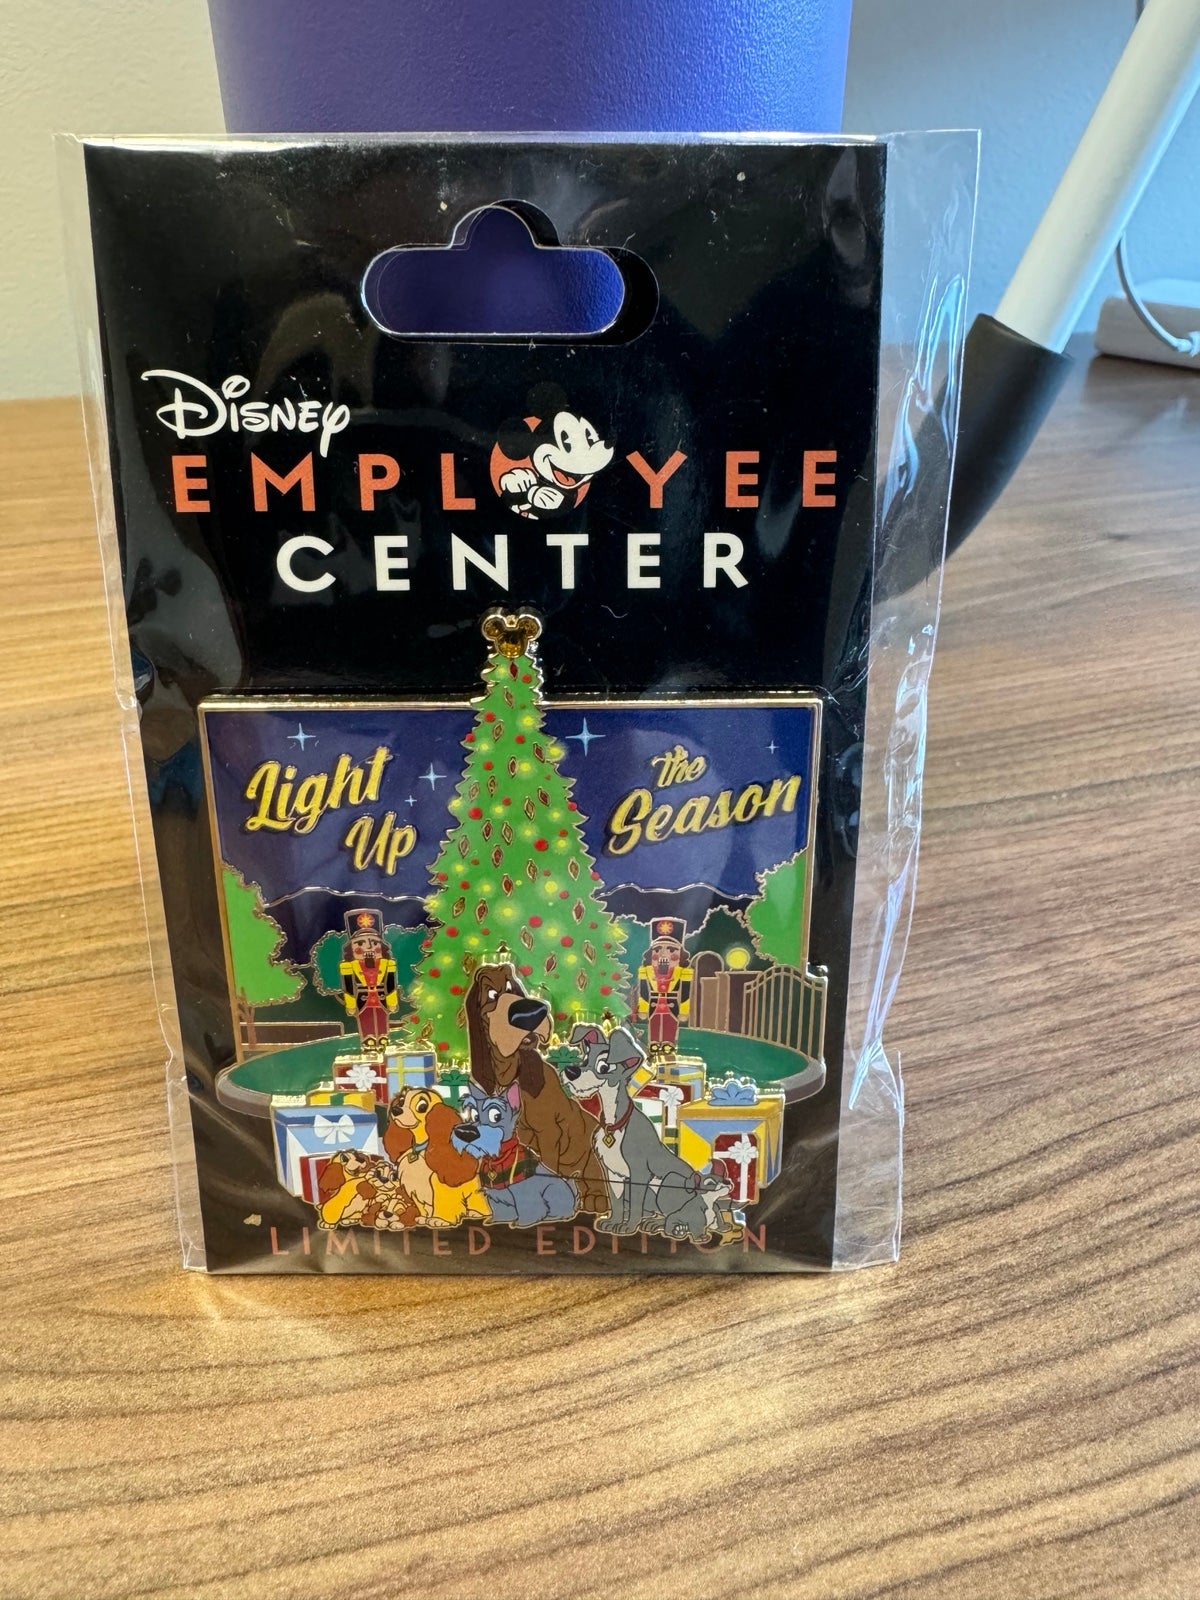 Disney
EMPLOYEE
CENTER
Light
Up
the
Season
LIMITED EDITION